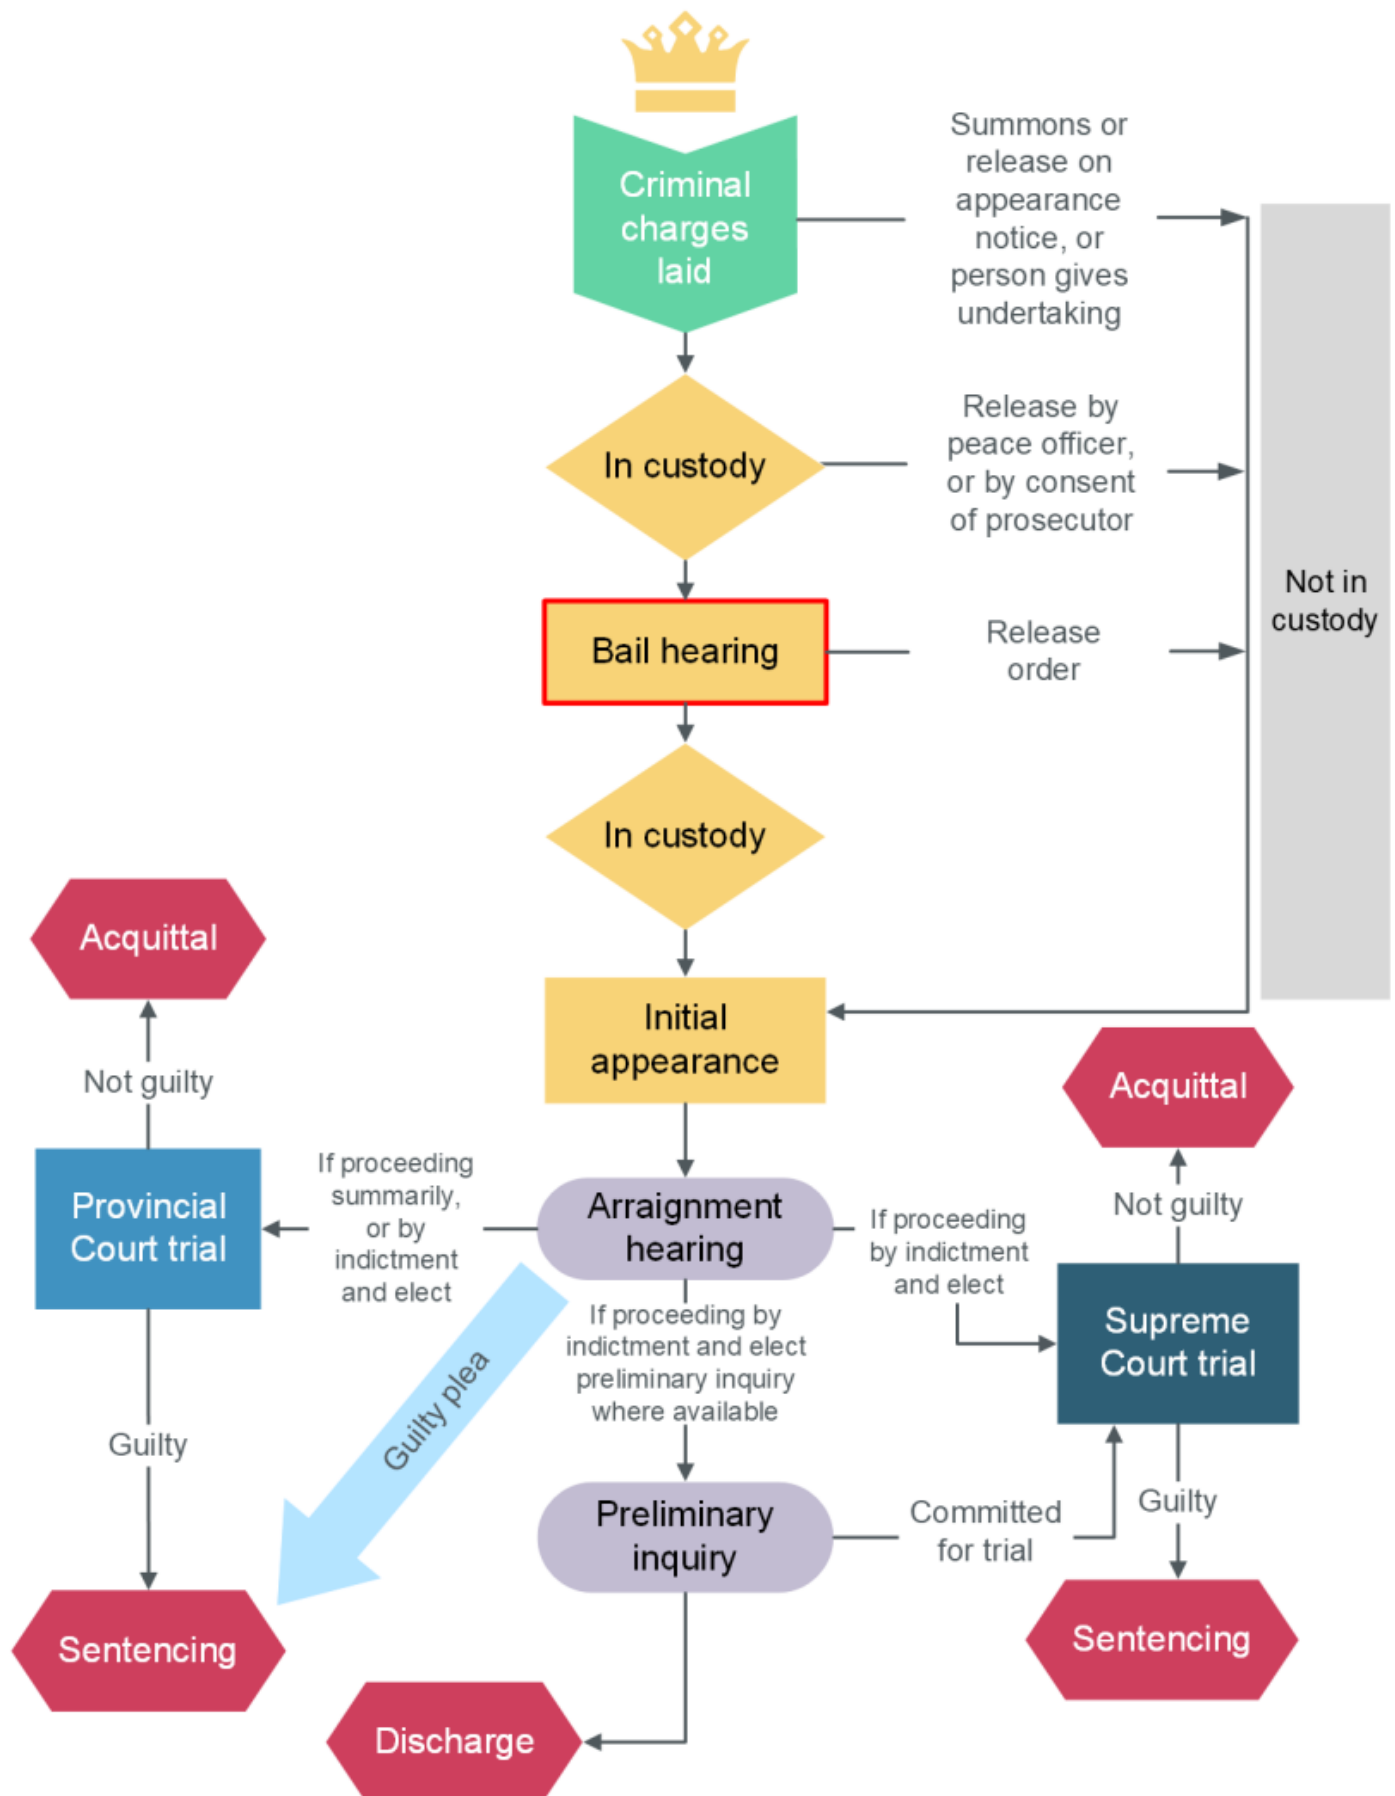 Criminal
charges
laid
Summons or
release on
appearance
notice, or
person gives
undertaking
In custody
Release by
peace officer,
or by consent
of prosecutor
Not in
custody
Bail hearing
Release
order
In custody
Initial
appearance
Acquittal
Not guilty
Provincial
Court trial
If proceeding
summarily,
or by
indictment
and elect
Arraignment
hearing
If proceeding
by indictment
and elect
Acquittal
Not guilty
Supreme
Court trial
Guilty
Guilty plea
If proceeding by
indictment and elect
preliminary inquiry
where available
Preliminary
inquiry
Committed
for trial
Guilty
Sentencing
Sentencing
Discharge